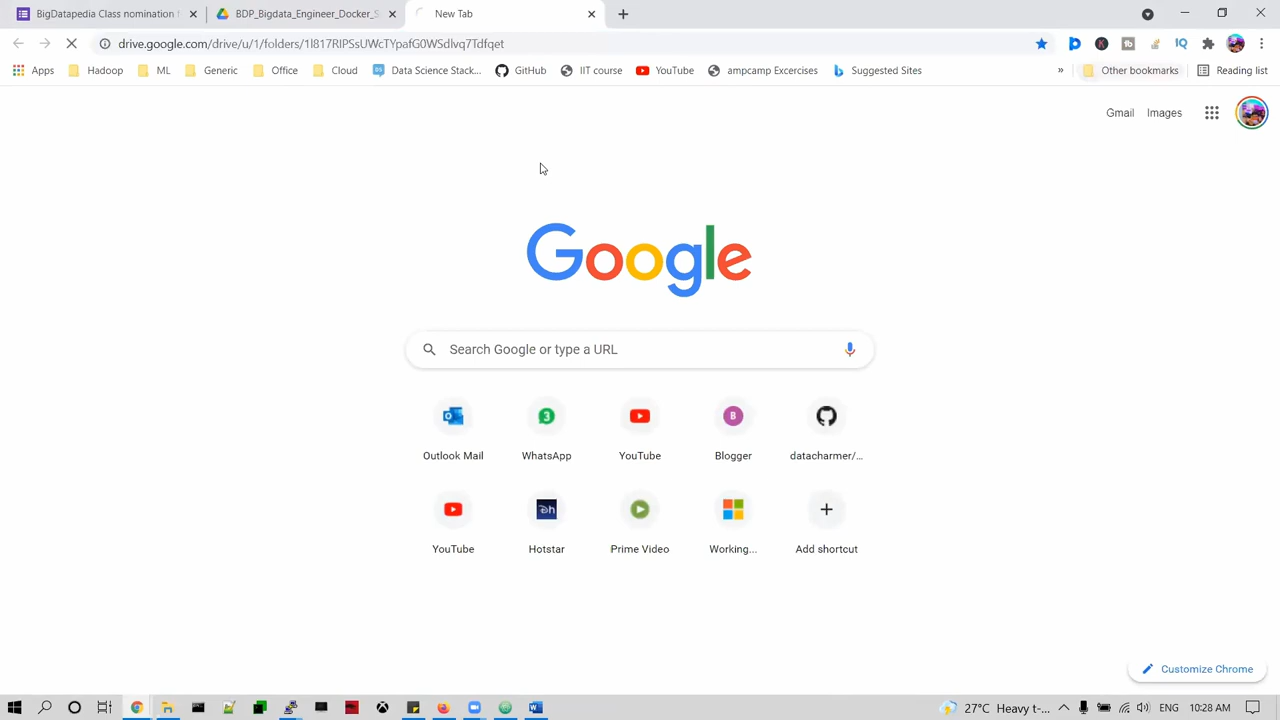 BigDatapedia Class nomination f
BDP_Bigdata_Engineer_Docker_S
New Tab
drive.google.com/drive/u/1/folders/1l817RIPSsUWcTYpafG0WSdlvq7Tdfqet
Apps
Hadoop
ML
Generic
Office
Cloud
Data Science Stack...
GitHub
IIT course
YouTube
ampcamp Excercises
Suggested Sites
»
Other bookmarks
Reading list
Gmail
Images
Google
Search Google or type a URL
Outlook Mail
WhatsApp
YouTube
Blogger
datacharmer/...
YouTube
Hotstar
Prime Video
Working...
Add shortcut
Customize Chrome
27°C Heavy t-...
ENG
10:28 AM